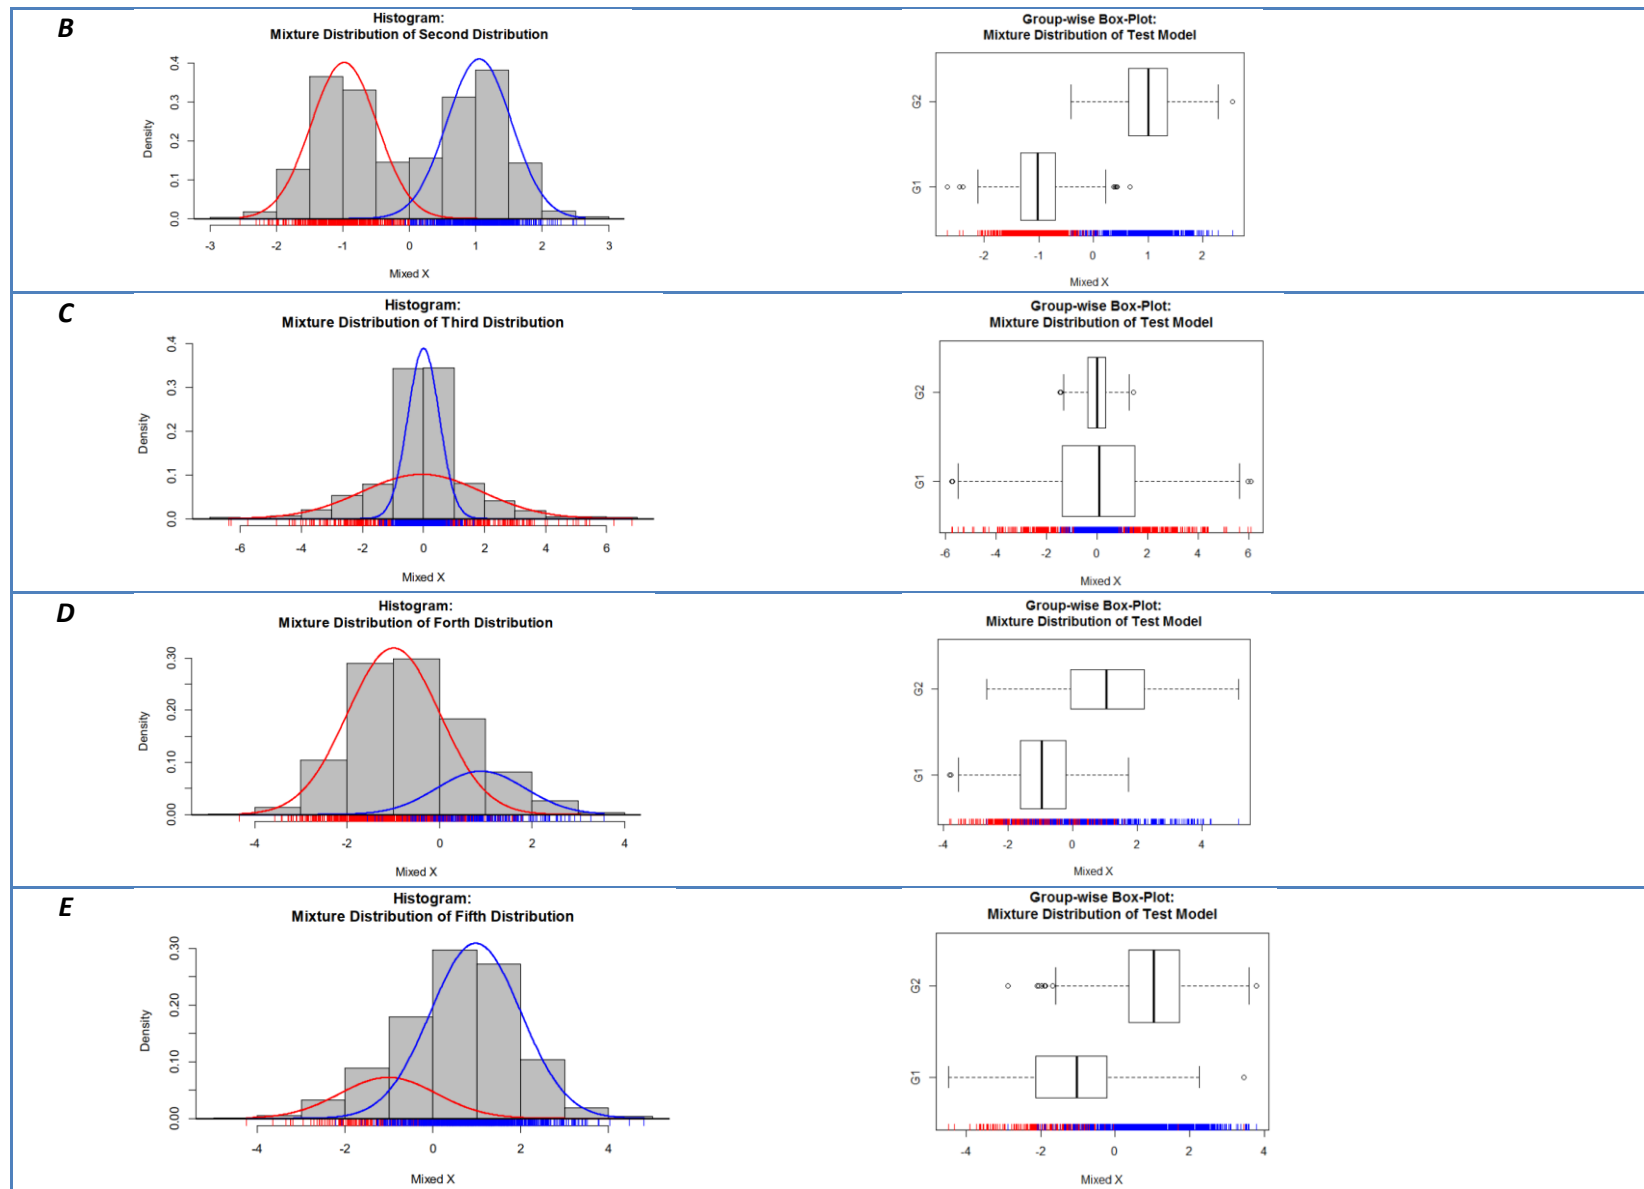 B
Histogram:
Mixture Distribution of Second Distribution
Density
0.0 0.1 0.2 0.3 0.4
-3 -2 -1 0 1 2 3
Mixed X
Group-wise Box-Plot:
Mixture Distribution of Test Model
G2
G1
-2 -1 0 1 2
Mixed X
C
Histogram:
Mixture Distribution of Third Distribution
Density
0.0 0.1 0.2 0.3 0.4
-6 -4 -2 0 2 4 6
Mixed X
Group-wise Box-Plot:
Mixture Distribution of Test Model
G2
G1
-6 -4 -2 0 2 4 6
Mixed X
D
Histogram:
Mixture Distribution of Forth Distribution
Density
0.00 0.10 0.20 0.30
-4 -2 0 2 4
Mixed X
Group-wise Box-Plot:
Mixture Distribution of Test Model
G2
G1
-4 -2 0 2 4
Mixed X
E
Histogram:
Mixture Distribution of Fifth Distribution
Density
0.00 0.10 0.20 0.30
-4 -2 0 2 4
Mixed X
Group-wise Box-Plot:
Mixture Distribution of Test Model
G2
G1
-4 -2 0 2 4
Mixed X